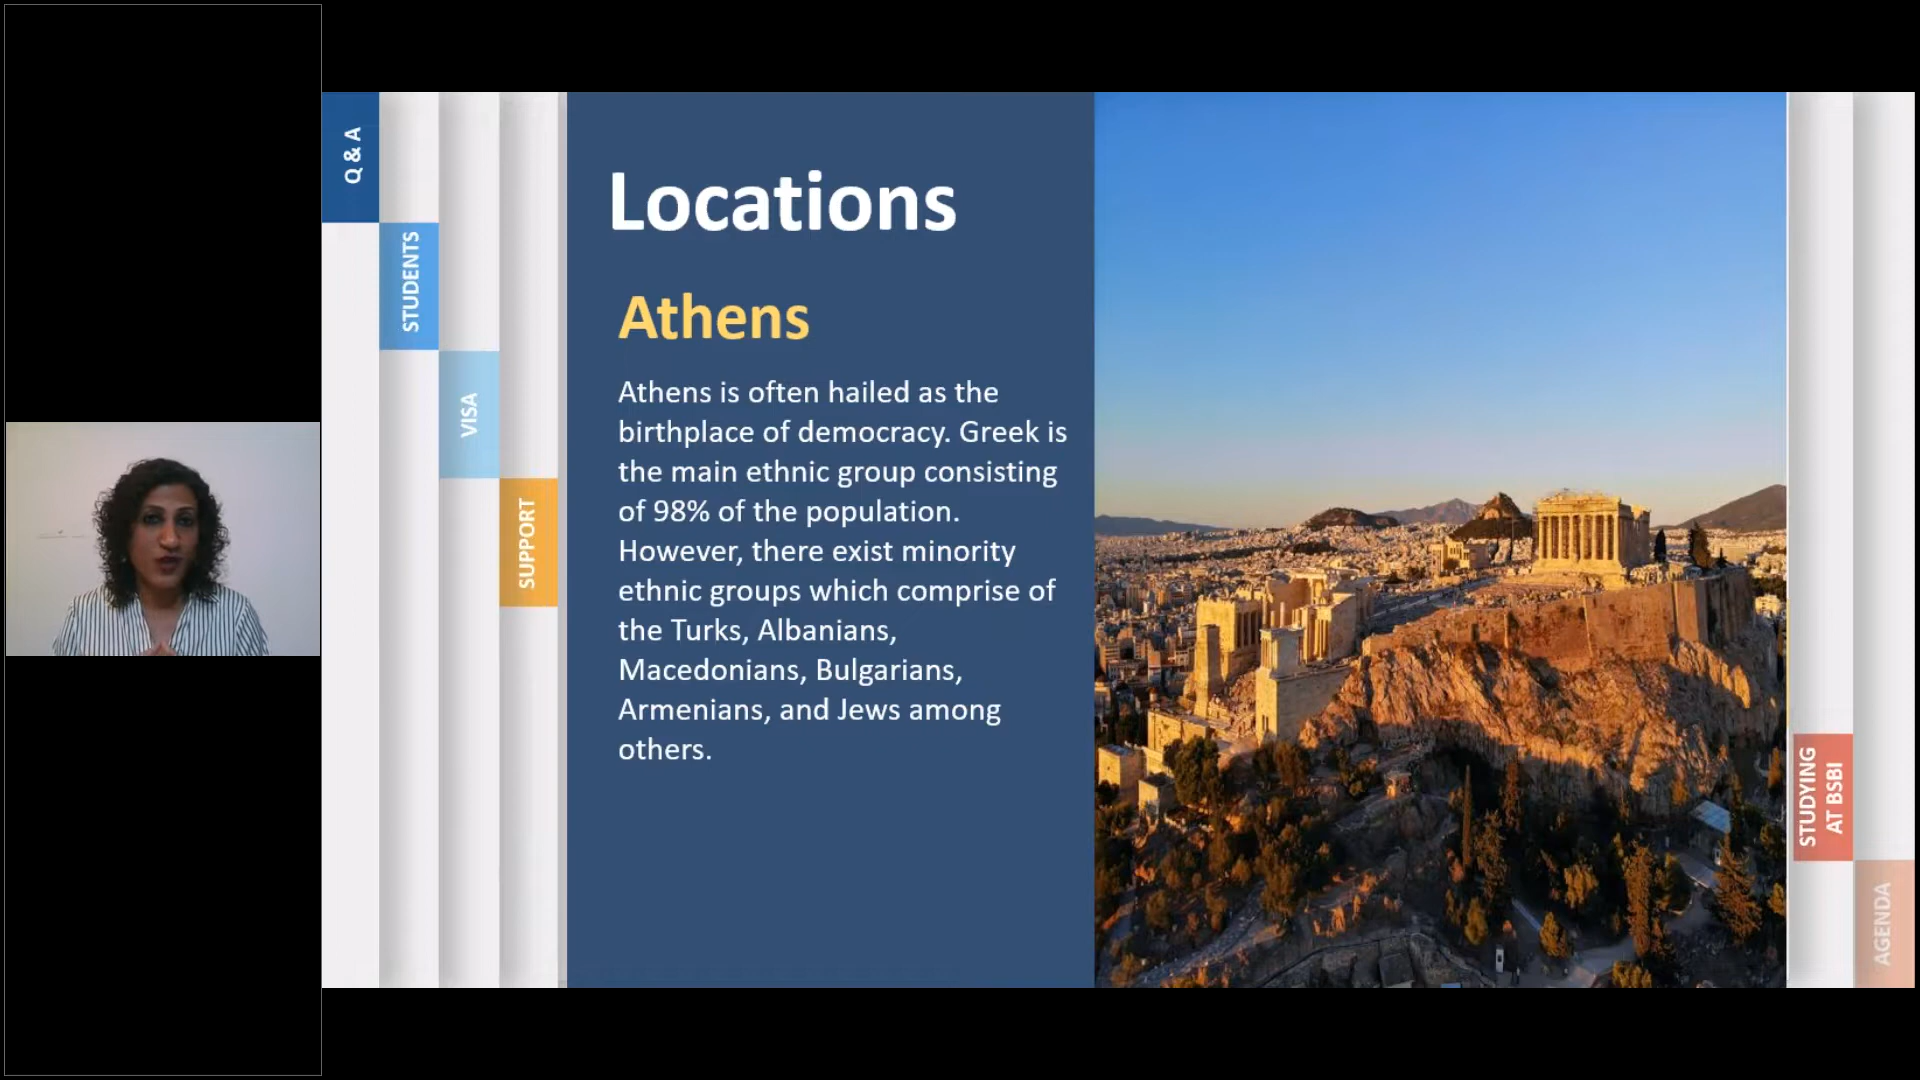 Q & A
STUDENTS
VISA
SUPPORT
Locations
Athens
Athens is often hailed as the
birthplace of democracy. Greek is
the main ethnic group consisting
of 98% of the population.
However, there exist minority
ethnic groups which comprise of
the Turks, Albanians,
Macedonians, Bulgarians,
Armenians, and Jews among
others.
STUDYING
AT BSBI
AGENDA